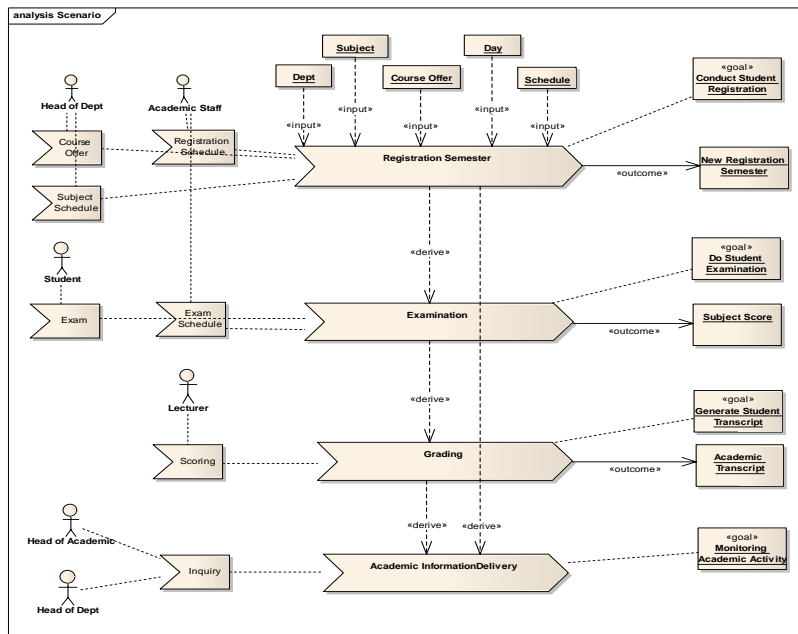 analysis Scenario
Subject
Day
Dept
Course Offer
Schedule
«goal»
Conduct Student
Registration
Head of Dept
Academic Staff
«input»
«input»
«input»
«input»
«input»
Course
Offer
Registration
Schedule
Registration Semester
New Registration
Semester
«outcome»
Subject
Schedule
«derive»
«goal»
Do Student
Examination
Student
Exam
Exam
Schedule
Examination
Subject Score
«outcome»
Lecturer
«derive»
«goal»
Generate Student
Transcript
Scoring
Grading
Academic
Transcript
«outcome»
Head of Academic
«derive»
«derive»
«goal»
Monitoring
Academic Activity
Inquiry
Academic InformationDelivery
Head of Dept